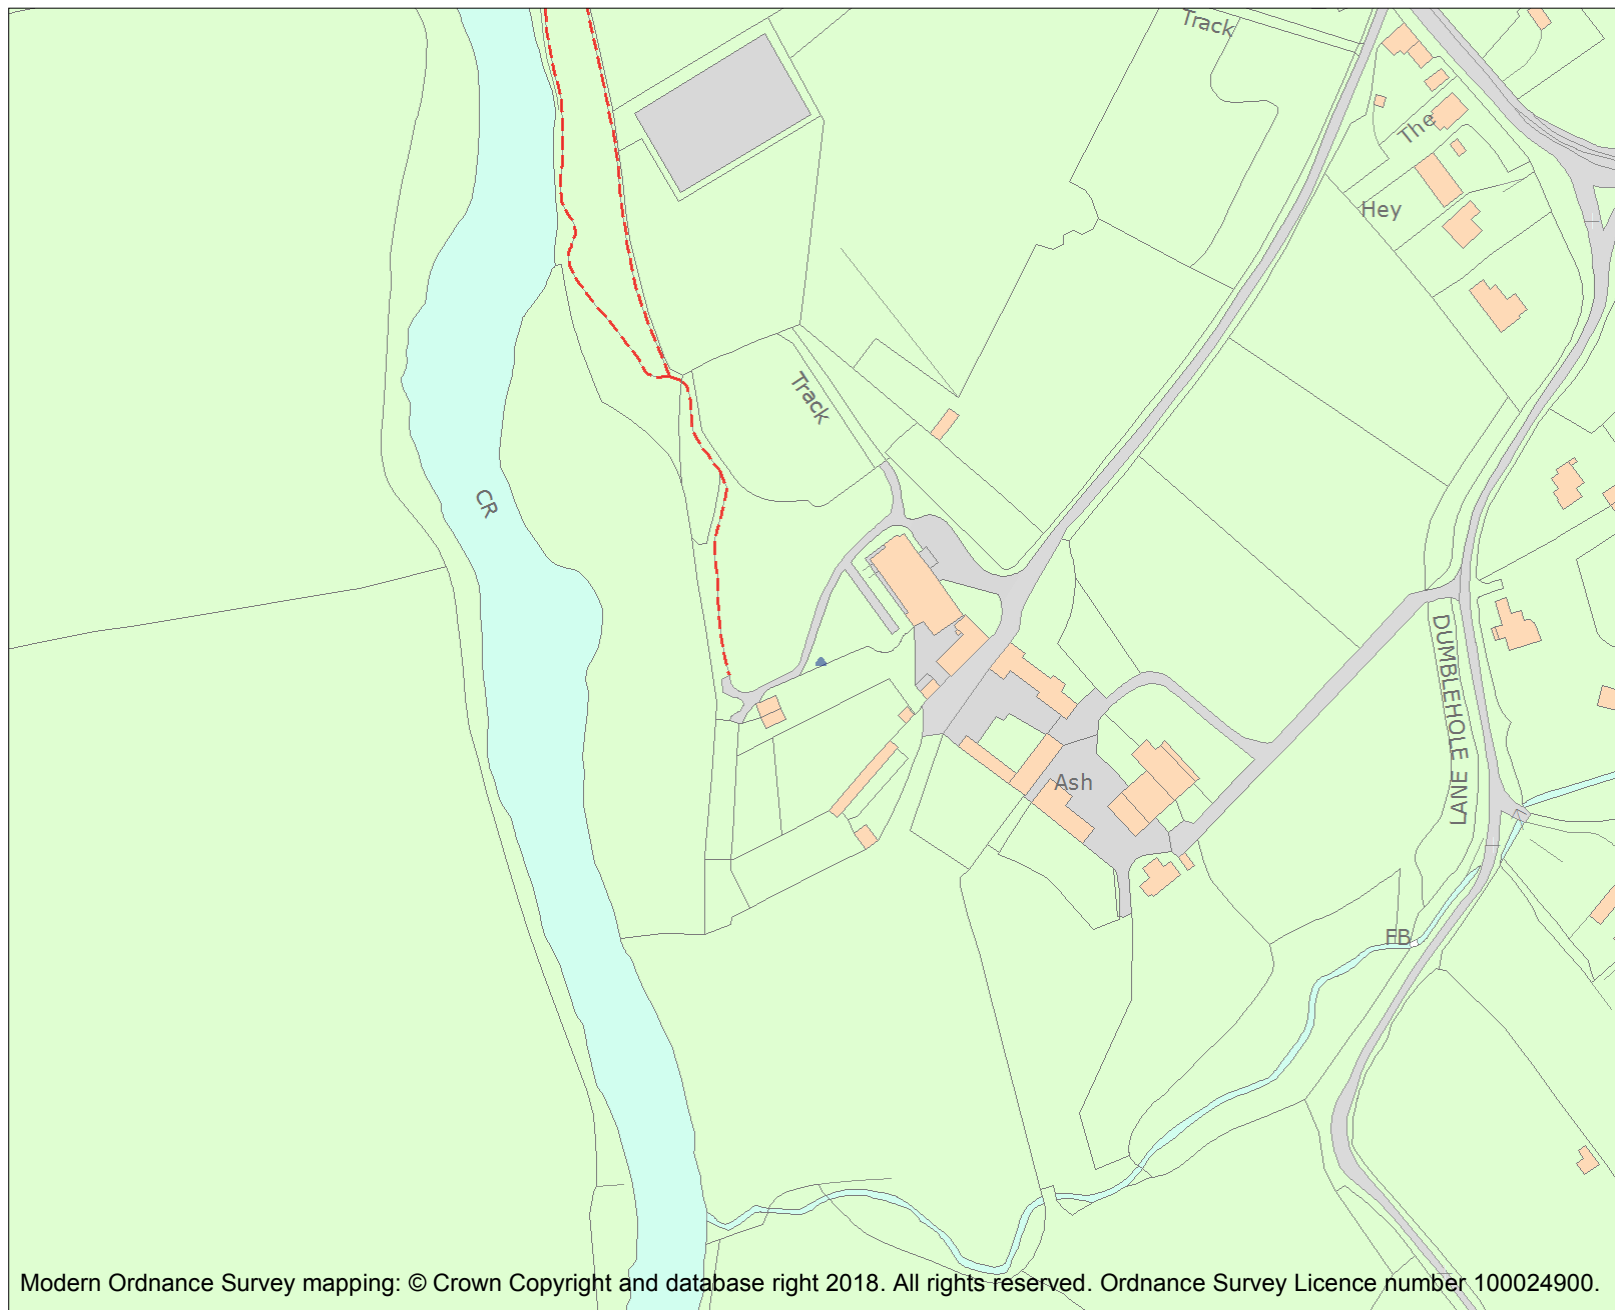 Track
The
Hey
Track
CR
DUMBLEHOLE LANE
Ash
FB
Modern Ordnance Survey mapping: © Crown Copyright and database right 2018. All rights reserved. Ordnance Survey Licence number 100024900.